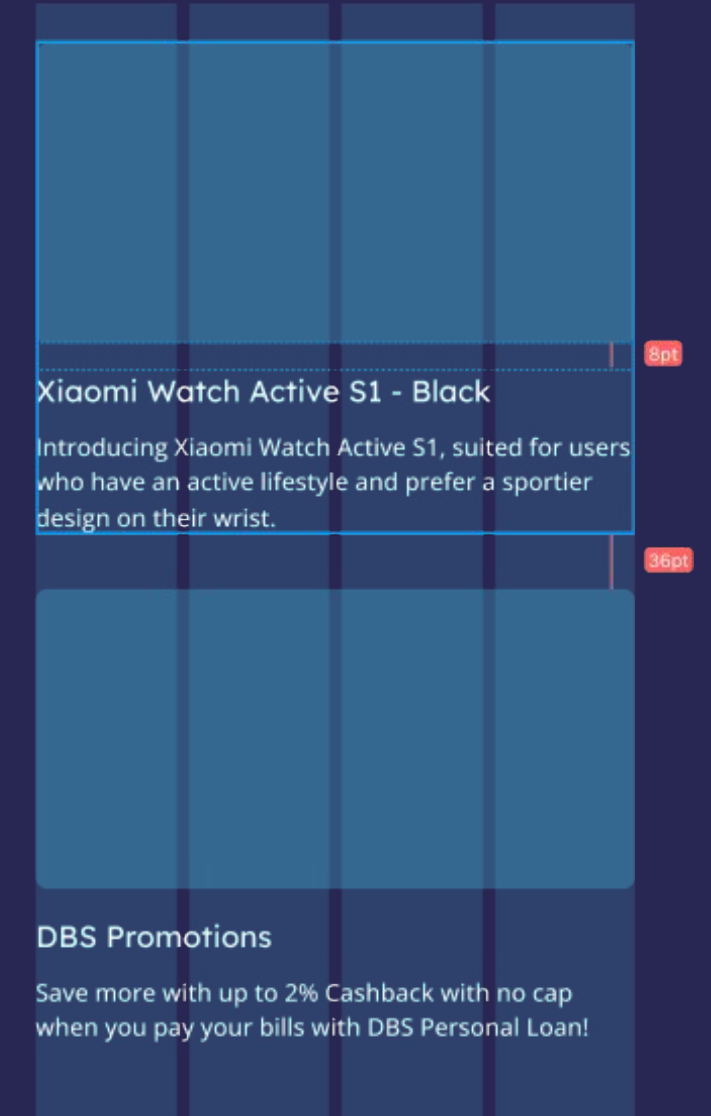 8pt
Xiaomi Watch Active S1 - Black
Introducing Xiaomi Watch Active S1, suited for users
who have an active lifestyle and prefer a sportier
design on their wrist.
36pt
DBS Promotions
Save more with up to 2% Cashback with no cap
when you pay your bills with DBS Personal Loan!